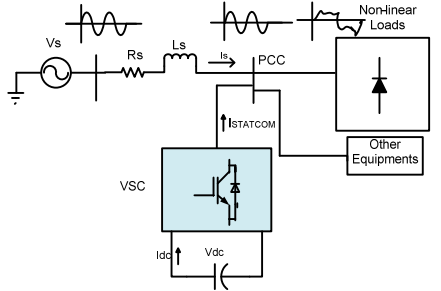 Non-linear
Loads
Vs
Rs
Ls
Is
PCC
ISTATCOM
Other
Equipments
VSC
Idc
Vdc